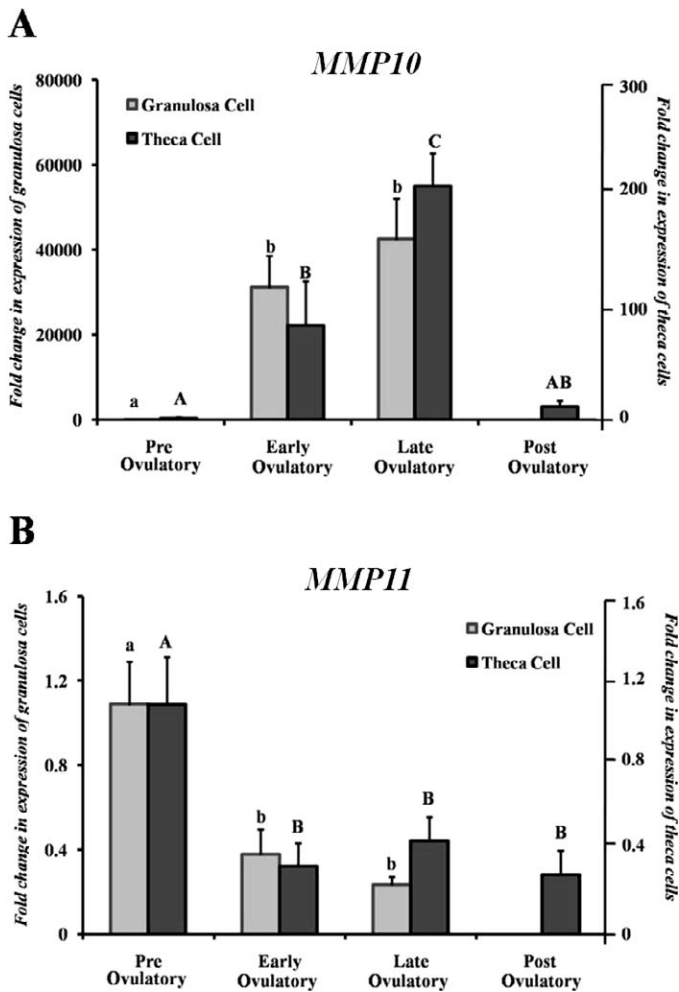 A
MMP10
Fold change in expression of granulosa cells
80000
60000
40000
20000
0
Granulosa Cell
Theca Cell
a
A
b
B
b
C
AB
300
200
100
0
Fold change in expression of theca cells
Pre
Ovulatory
Early
Ovulatory
Late
Ovulatory
Post
Ovulatory
B
MMP11
Fold change in expression of granulosa cells
1.6
1.2
0.8
0.4
0
Granulosa Cell
Theca Cell
a
A
b
B
b
B
B
1.6
1.2
0.8
0.4
0
Fold change in expression of theca cells
Pre
Ovulatory
Early
Ovulatory
Late
Ovulatory
Post
Ovulatory